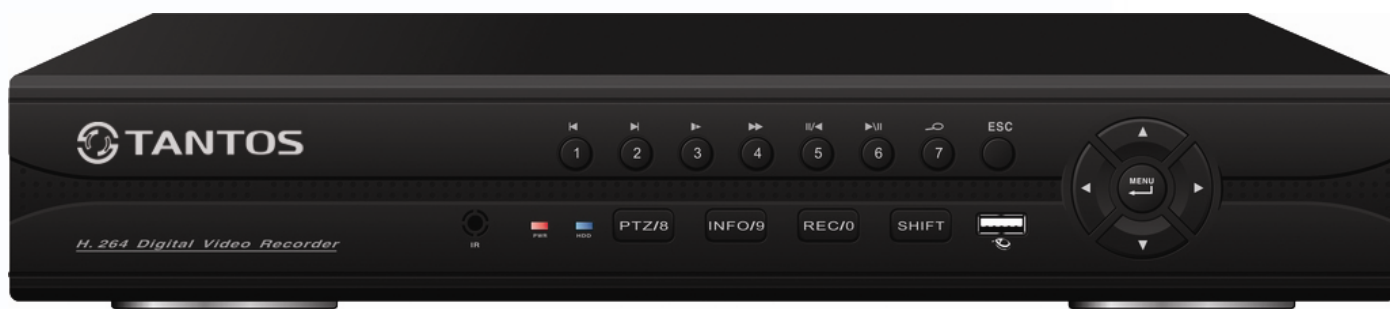 TANTOS
ESC
1 2 3 4 5 6 7
MENU
PTZ/8 INFO/9 REC/0 SHIFT
PWR HDD
IR
H.264 Digital Video Recorder